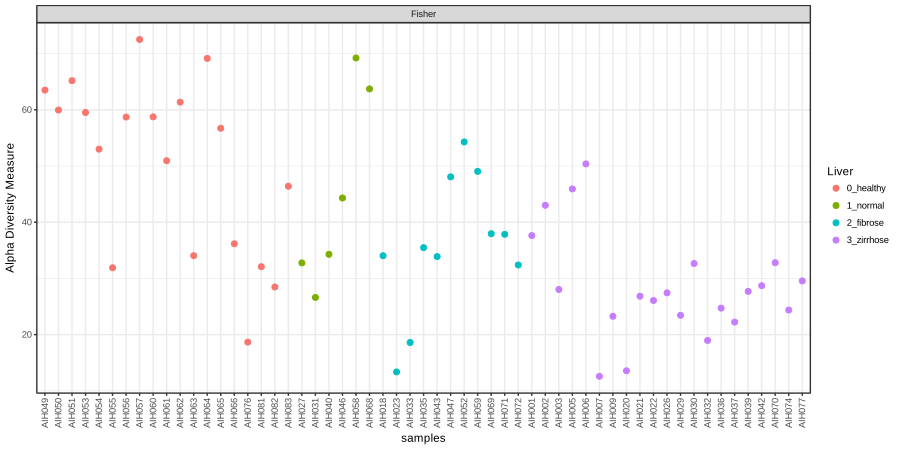 Fisher
Alpha Diversity Measure
60
40
20
AIH049 AIH050 AIH051 AIH053 AIH054 AIH055 AIH056 AIH057 AIH060 AIH061 AIH062 AIH063 AIH064 AIH065 AIH066 AIH076 AIH081 AIH082 AIH083 AIH027 AIH031 AIH040 AIH046 AIH058 AIH068 AIH018 AIH023 AIH033 AIH035 AIH043 AIH047 AIH052 AIH059 AIH069 AIH071 AIH072 AIH001 AIH002 AIH003 AIH005 AIH006 AIH007 AIH009 AIH020 AIH021 AIH022 AIH026 AIH029 AIH030 AIH032 AIH036 AIH037 AIH039 AIH042 AIH070 AIH074 AIH077
samples
Liver
0_healthy
1_normal
2_fibrose
3_zirrhose